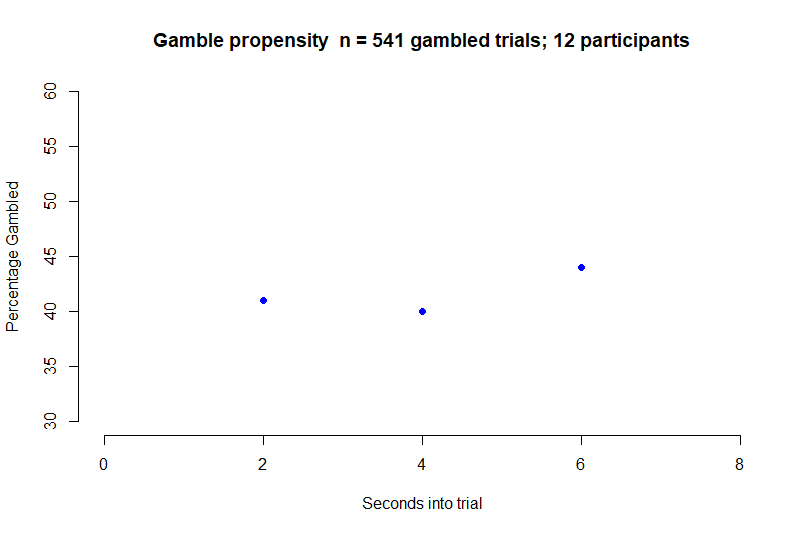 Gamble propensity  n = 541 gambled trials; 12 participants
60
55
50
45
40
35
30
Percentage Gambled
0 2 4 6 8
Seconds into trial